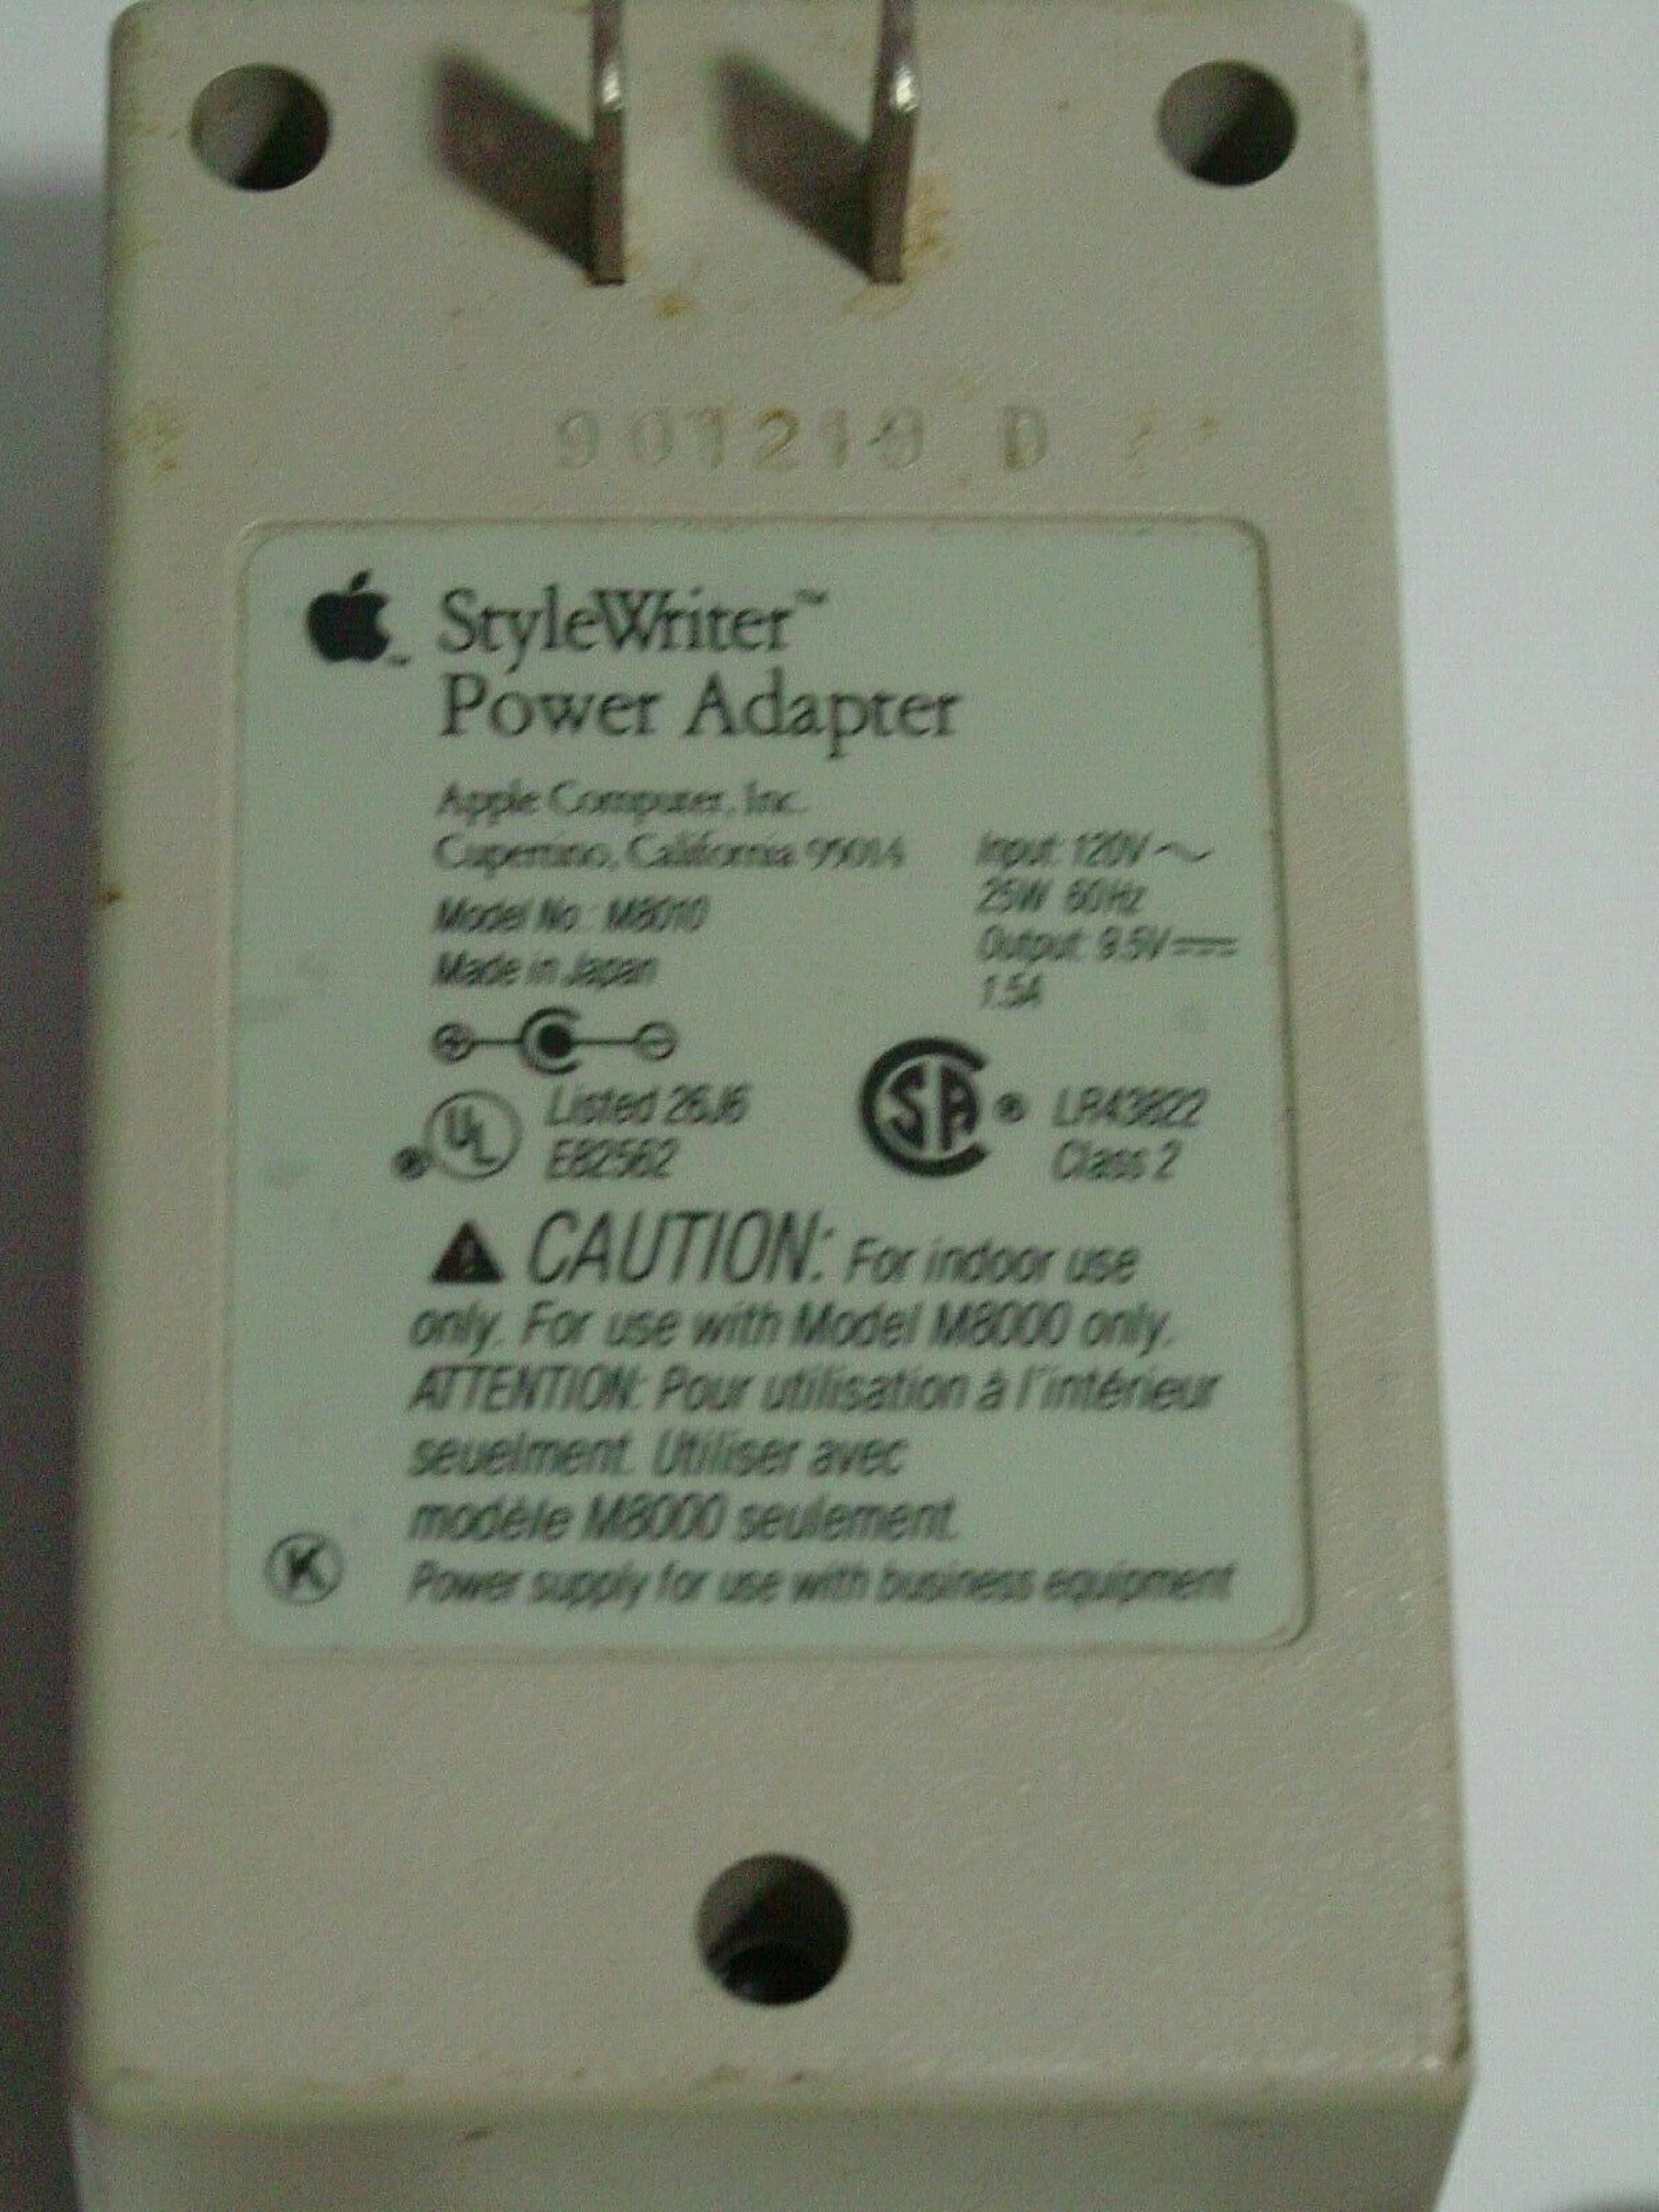 901210 D
StyleWriter™
Power Adapter
Apple Computer, Inc.
Cupertino, California 95014
Model No.: M8010
Made in Japan
Input: 120V ~
25W 60Hz
Output: 9.5V ⎓
1.5A
UL ® Listed 26J6
E82562
SA ® LR43822
Class 2
CAUTION: For indoor use
only. For use with Model M8000 only.
ATTENTION: Pour utilisation à l'intérieur
seuelment. Utiliser avec
modèle M8000 seulement.
K
Power supply for use with business equipment